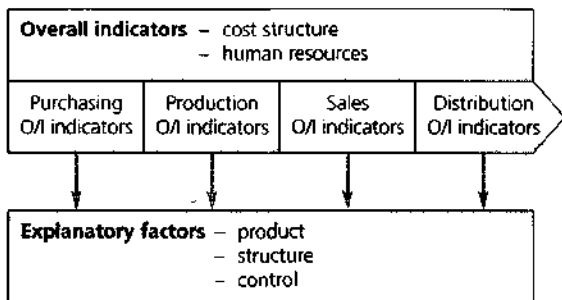 Overall indicators – cost structure
– human resources
Purchasing
O/I indicators
Production
O/I indicators
Sales
O/I indicators
Distribution
O/I indicators
Explanatory factors – product
– structure
– control